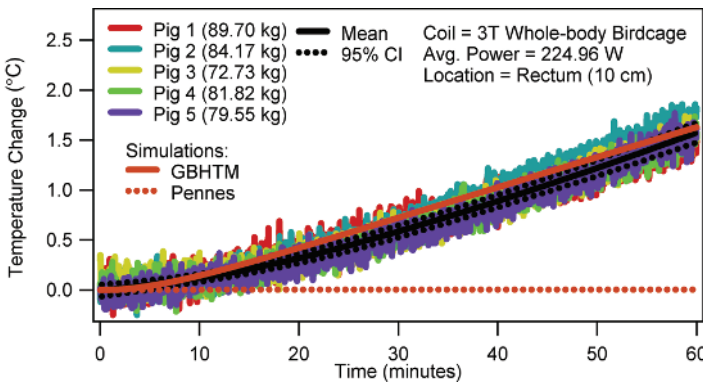 Pig 1 (89.70 kg)
Pig 2 (84.17 kg)
Pig 3 (72.73 kg)
Pig 4 (81.82 kg)
Pig 5 (79.55 kg)
Mean
95% CI
Coil = 3T Whole-body Birdcage
Avg. Power = 224.96 W
Location = Rectum (10 cm)
Simulations:
GBHTM
Pennes
Temperature Change (°C)
2.5
2.0
1.5
1.0
0.5
0.0
0 10 20 30 40 50 60
Time (minutes)